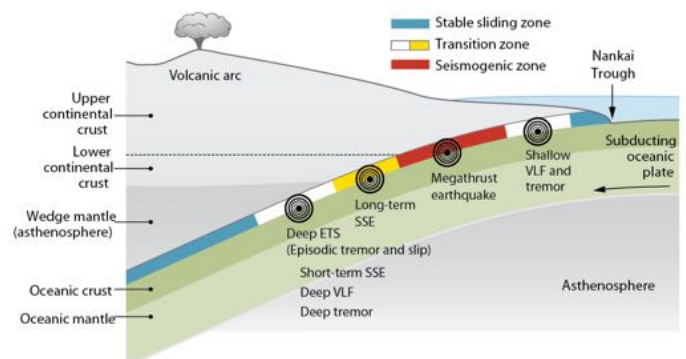 Stable sliding zone
Transition zone
Seismogenic zone
Nankai
Trough
Volcanic arc
Upper
continental
crust
Lower
continental
crust
Wedge mantle
(asthenosphere)
Oceanic crust
Oceanic mantle
Subducting
oceanic
plate
Shallow
VLF and
tremor
Megathrust
earthquake
Long-term
SSE
Deep ETS
(Episodic tremor and slip)
Short-term SSE
Deep VLF
Deep tremor
Asthenosphere